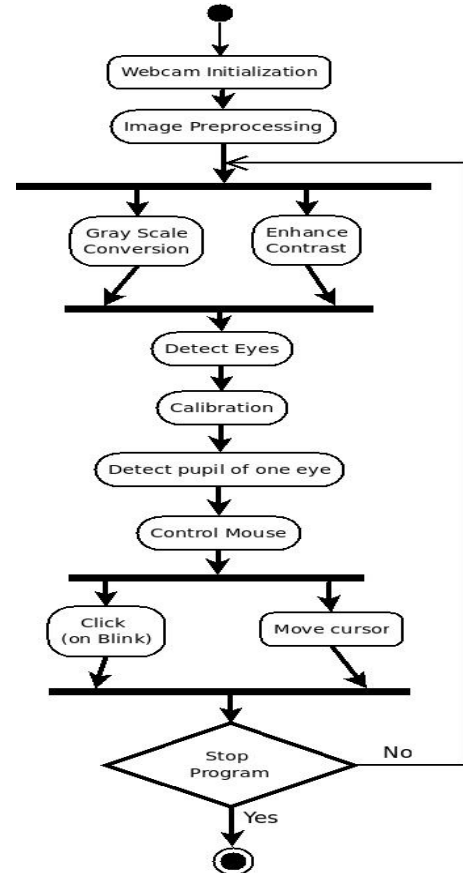 Webcam Initialization
Image Preprocessing
Gray Scale
Conversion
Enhance
Contrast
Detect Eyes
Calibration
Detect pupil of one eye
Control Mouse
Click
(on Blink)
Move cursor
Stop
Program
No
Yes